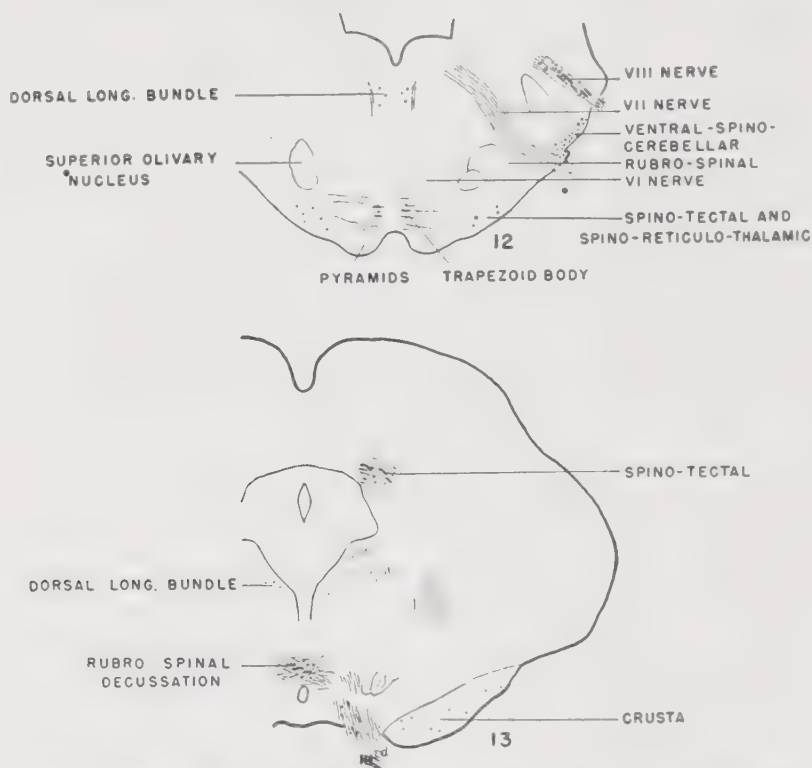 DORSAL LONG. BUNDLE
SUPERIOR OLIVARY
NUCLEUS
VIII NERVE
VII NERVE
VENTRAL-SPINO-
CEREBELLAR
RUBRO-SPINAL
VI NERVE
SPINO-TECTAL AND
SPINO-RETICULO-THALAMIC
12
PYRAMIDS TRAPEZOID BODY
SPINO-TECTAL
DORSAL LONG. BUNDLE
RUBRO SPINAL
DECUSSATION
CRUSTA
13